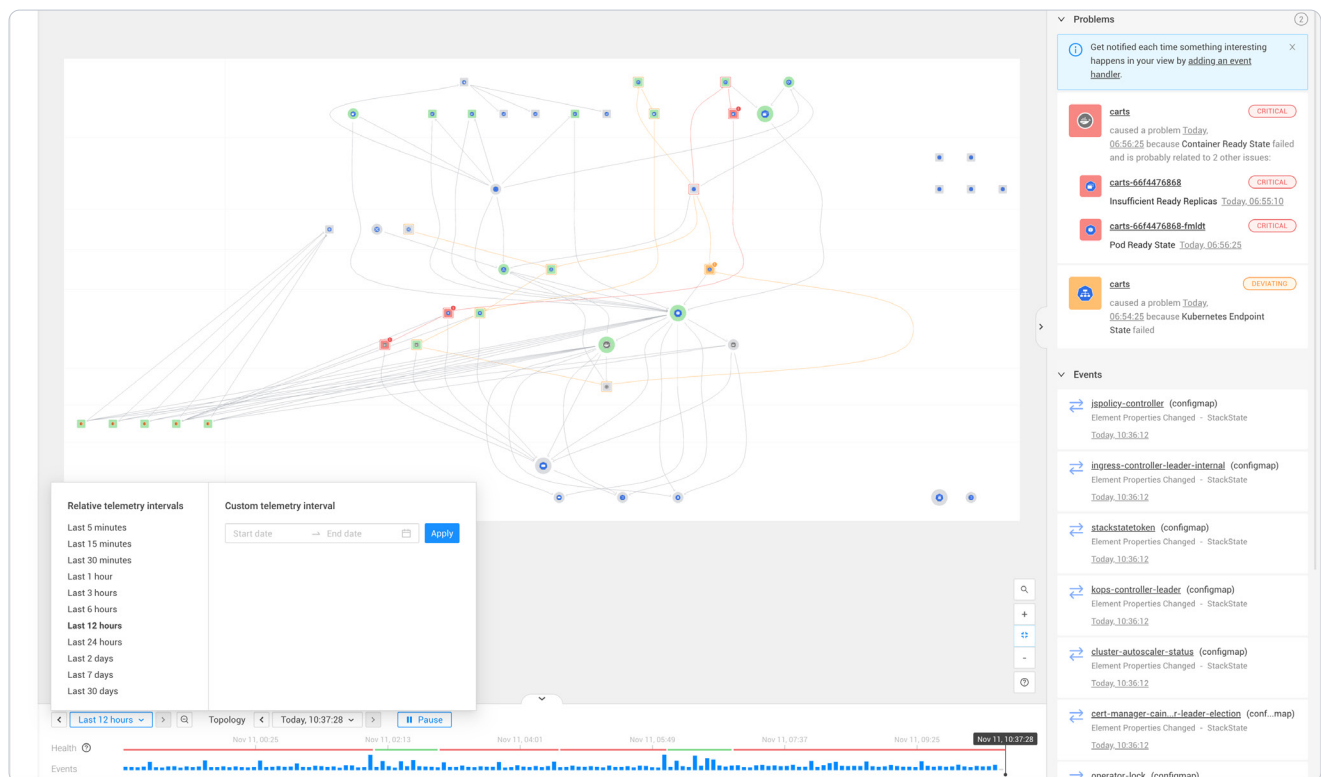 Problems
2
Get notified each time something interesting
happens in your view by adding an event
handler.
carts
CRITICAL
caused a problem Today,
06:56:25 because Container Ready State failed
and is probably related to 2 other issues:
carts-66f4476868
CRITICAL
Insufficient Ready Replicas Today, 06:55:10
carts-66f4476868-fmldt
CRITICAL
Pod Ready State Today, 06:56:25
carts
DEVIATING
caused a problem Today,
06:54:25 because Kubernetes Endpoint
State failed
Events
jspolicy-controller (configmap)
Element Properties Changed - StackState
Today, 10:36:12
ingress-controller-leader-internal (configmap)
Element Properties Changed - StackState
Today, 10:36:12
stackstatetoken (configmap)
Element Properties Changed - StackState
Today, 10:36:12
kops-controller-leader (configmap)
Element Properties Changed - StackState
Today, 10:36:12
cluster-autoscaler-status (configmap)
Element Properties Changed - StackState
Today, 10:36:12
cert-manager-cain...r-leader-election (conf...map)
Element Properties Changed - StackState
Today, 10:36:12
operator-lock (configmap)
Relative telemetry intervals
Last 5 minutes
Last 15 minutes
Last 30 minutes
Last 1 hour
Last 3 hours
Last 6 hours
Last 12 hours
Last 24 hours
Last 2 days
Last 7 days
Last 30 days
Custom telemetry interval
Start date → End date
Apply
Last 12 hours
Topology
Today, 10:37:28
Pause
Nov 11, 00:25
Nov 11, 02:13
Nov 11, 04:01
Nov 11, 05:49
Nov 11, 07:37
Nov 11, 09:25
Nov 11, 10:37:28
Health
Events